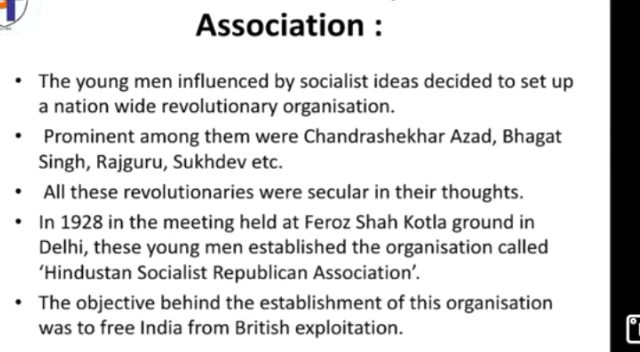 Association :
• The young men influenced by socialist ideas decided to set up
a nation wide revolutionary organisation.
• Prominent among them were Chandrashekhar Azad, Bhagat
Singh, Rajguru, Sukhdev etc.
• All these revolutionaries were secular in their thoughts.
• In 1928 in the meeting held at Feroz Shah Kotla ground in
Delhi, these young men established the organisation called
‘Hindustan Socialist Republican Association’.
• The objective behind the establishment of this organisation
was to free India from British exploitation.